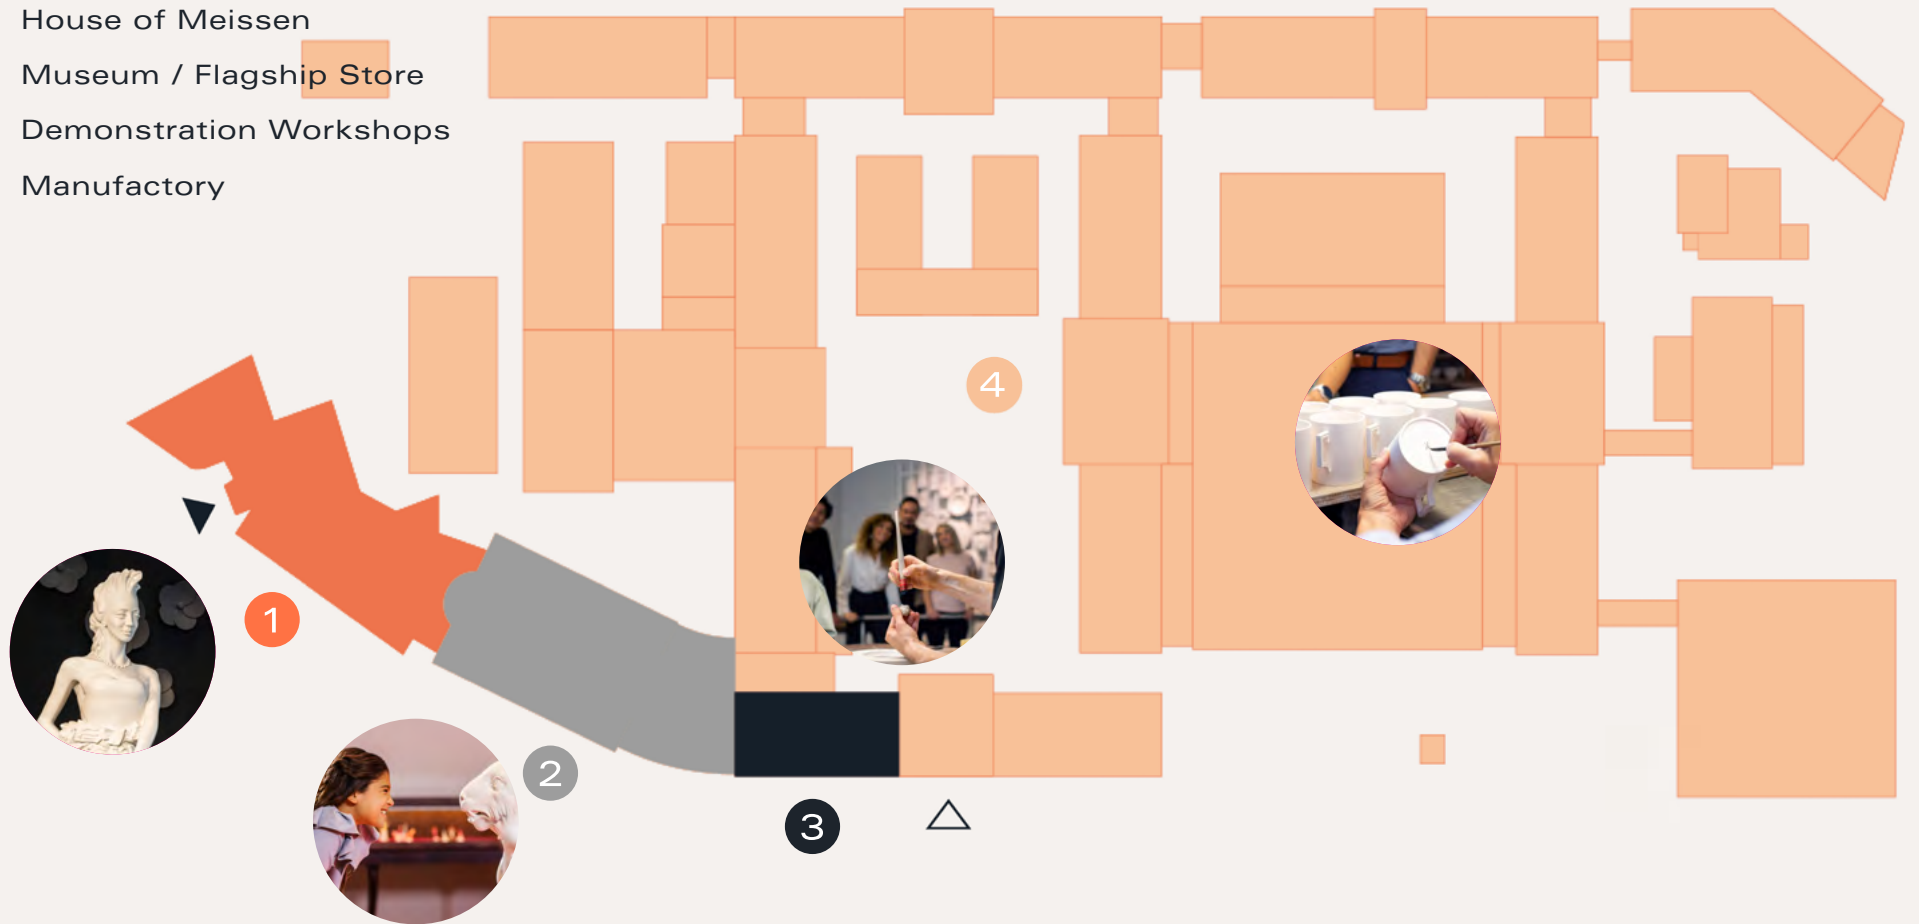 House of Meissen
Museum / Flagship Store
Demonstration Workshops
Manufactory
4
1
2
3